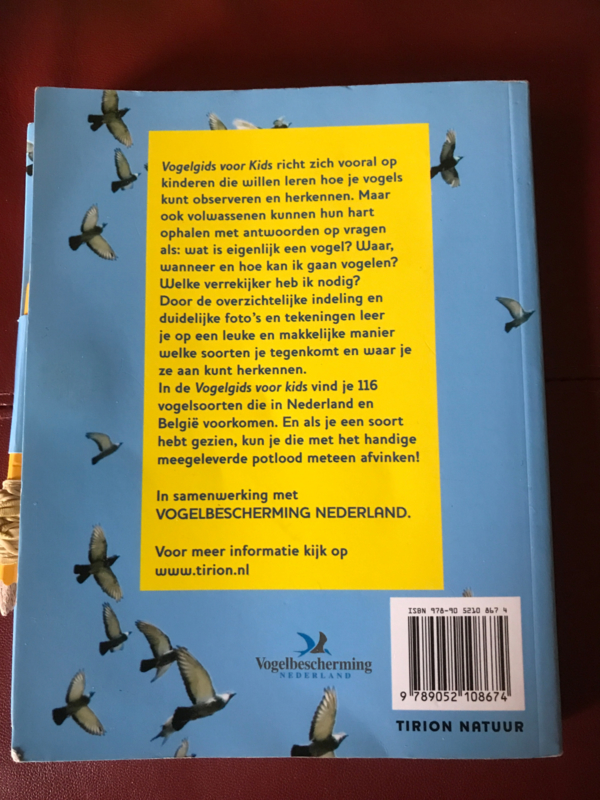 Vogelgids voor Kids richt zich vooral op
kinderen die willen leren hoe je vogels
kunt observeren en herkennen. Maar
ook volwassenen kunnen hun hart
ophalen met antwoorden op vragen
als: wat is eigenlijk een vogel? Waar,
wanneer en hoe kan ik gaan vogelen?
Welke verrekijker heb ik nodig?
Door de overzichtelijke indeling en
duidelijke foto's en tekeningen leer
je op een leuke en makkelijke manier
welke soorten je tegenkomt en waar je
ze aan kunt herkennen.
In de Vogelgids voor kids vind je 116
vogelsoorten die in Nederland en
België voorkomen. En als je een soort
hebt gezien, kun je die met het handige
meegeleverde potlood meteen afvinken!
In samenwerking met
VOGELBESCHERMING NEDERLAND.
Voor meer informatie kijk op
www.tirion.nl
Vogelbescherming
NEDERLAND
ISBN 978-90 5210 867 4
9 789052 108674
TIRION NATUUR